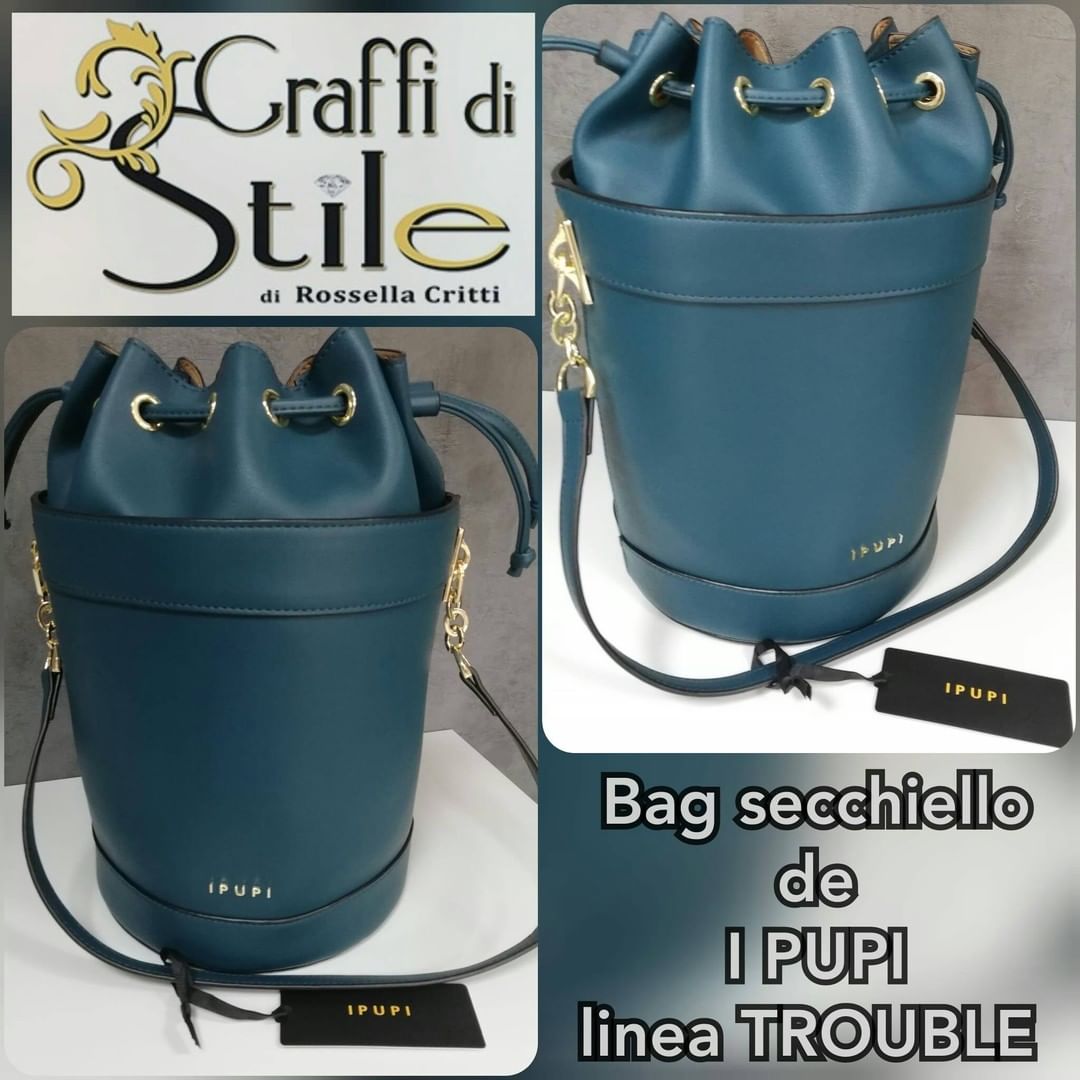 Graffi di
Stile
di Rossella Critti
IPUPI
IPUPI
IPUPI
IPUPI
Bag secchiello
de
I PUPI
linea TROUBLE